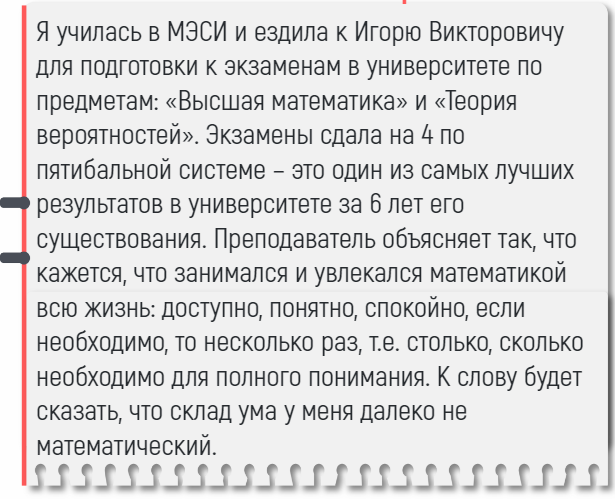 Я училась в МЭСИ и ездила к Игорю Викторовичу
для подготовки к экзаменам в университете по
предметам: «Высшая математика» и «Теория
вероятностей». Экзамены сдала на 4 по
пятибальной системе – это один из самых лучших
результатов в университете за 6 лет его
существования. Преподаватель объясняет так, что
кажется, что занимался и увлекался математикой
всю жизнь: доступно, понятно, спокойно, если
необходимо, то несколько раз, т.е. столько, сколько
необходимо для полного понимания. К слову будет
сказать, что склад ума у меня далеко не
математический.